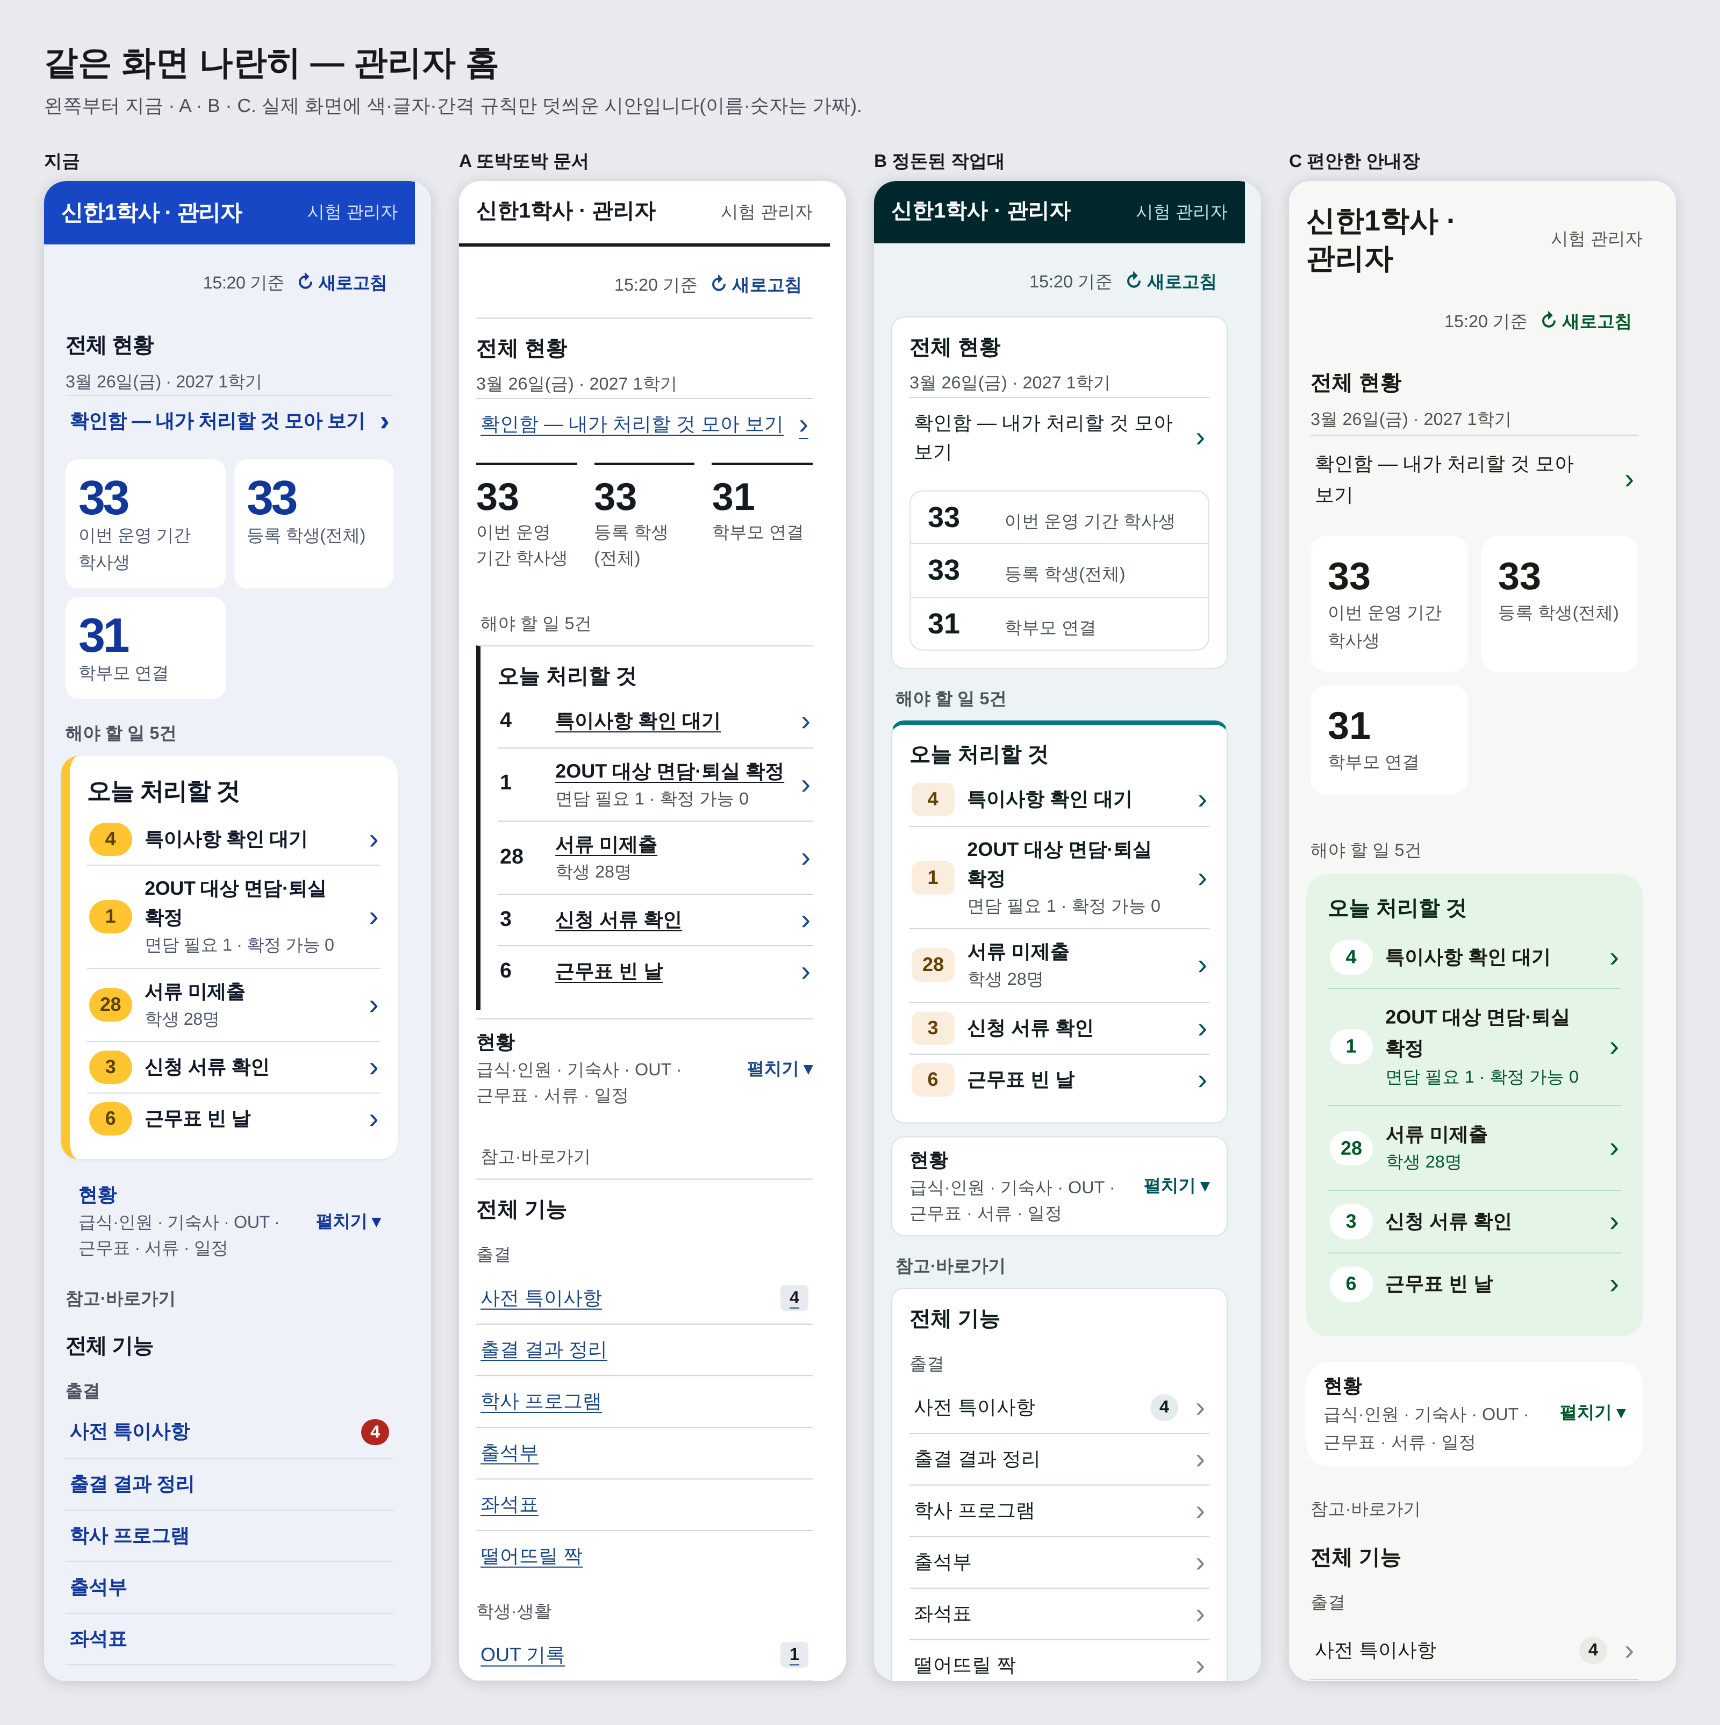 같은 화면 나란히 — 관리자 홈
왼쪽부터 지금 · A · B · C. 실제 화면에 색·글자·간격 규칙만 덧씌운 시안입니다(이름·숫자는 가짜).
지금
신한1학사 · 관리자
시험 관리자
15:20 기준 ↻ 새로고침
전체 현황
3월 26일(금) · 2027 1학기
확인함 — 내가 처리할 것 모아 보기 ›
33
이번 운영 기간
학사생
33
등록 학생(전체)
31
학부모 연결
해야 할 일 5건
오늘 처리할 것
4 특이사항 확인 대기 ›
1 2OUT 대상 면담·퇴실
확정 ›
면담 필요 1 · 확정 가능 0
28 서류 미제출 ›
학생 28명
3 신청 서류 확인 ›
6 근무표 빈 날 ›
현황
급식·인원 · 기숙사 · OUT ·
근무표 · 서류 · 일정
펼치기 ▾
참고·바로가기
전체 기능
출결
사전 특이사항 4
출결 결과 정리
학사 프로그램
출석부
좌석표
A 또박또박 문서
신한1학사 · 관리자
시험 관리자
15:20 기준 ↻ 새로고침
전체 현황
3월 26일(금) · 2027 1학기
확인함 — 내가 처리할 것 모아 보기 ›
33
이번 운영
기간 학사생
33
등록 학생
(전체)
31
학부모 연결
해야 할 일 5건
오늘 처리할 것
4 특이사항 확인 대기 ›
1 2OUT 대상 면담·퇴실 확정 ›
면담 필요 1 · 확정 가능 0
28 서류 미제출 ›
학생 28명
3 신청 서류 확인 ›
6 근무표 빈 날 ›
현황
급식·인원 · 기숙사 · OUT ·
근무표 · 서류 · 일정
펼치기 ▾
참고·바로가기
전체 기능
출결
사전 특이사항 4
출결 결과 정리
학사 프로그램
출석부
좌석표
떨어뜨릴 짝
학생·생활
OUT 기록 1
B 정돈된 작업대
신한1학사 · 관리자
시험 관리자
15:20 기준 ↻ 새로고침
전체 현황
3월 26일(금) · 2027 1학기
확인함 — 내가 처리할 것 모아
보기 ›
33 이번 운영 기간 학사생
33 등록 학생(전체)
31 학부모 연결
해야 할 일 5건
오늘 처리할 것
4 특이사항 확인 대기 ›
1 2OUT 대상 면담·퇴실
확정 ›
면담 필요 1 · 확정 가능 0
28 서류 미제출 ›
학생 28명
3 신청 서류 확인 ›
6 근무표 빈 날 ›
현황
급식·인원 · 기숙사 · OUT ·
근무표 · 서류 · 일정
펼치기 ▾
참고·바로가기
전체 기능
출결
사전 특이사항 4 ›
출결 결과 정리 ›
학사 프로그램 ›
출석부 ›
좌석표 ›
떨어뜨릴 짝 ›
C 편안한 안내장
신한1학사 ·
관리자
시험 관리자
15:20 기준 ↻ 새로고침
전체 현황
3월 26일(금) · 2027 1학기
확인함 — 내가 처리할 것 모아
보기 ›
33
이번 운영 기간
학사생
33
등록 학생(전체)
31
학부모 연결
해야 할 일 5건
오늘 처리할 것
4 특이사항 확인 대기 ›
1 2OUT 대상 면담·퇴실
확정 ›
면담 필요 1 · 확정 가능 0
28 서류 미제출 ›
학생 28명
3 신청 서류 확인 ›
6 근무표 빈 날 ›
현황
급식·인원 · 기숙사 · OUT ·
근무표 · 서류 · 일정
펼치기 ▾
참고·바로가기
전체 기능
출결
사전 특이사항 4 ›